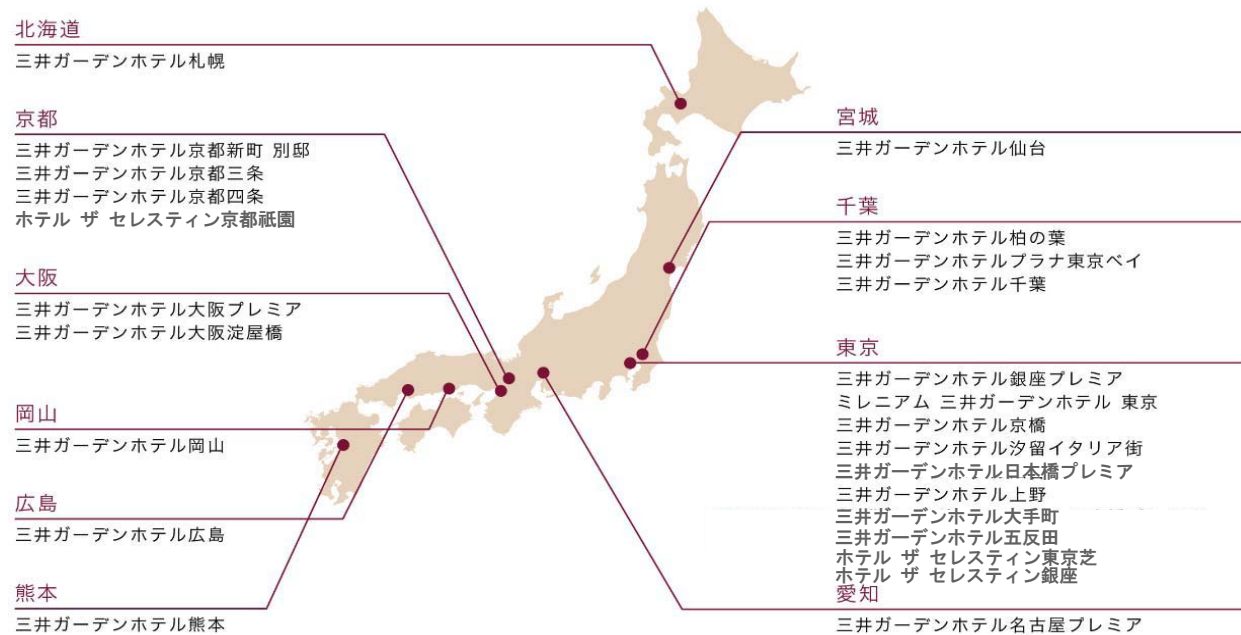 北海道
三井ガーデンホテル札幌
京都
三井ガーデンホテル京都新町 別邸
三井ガーデンホテル京都三条
三井ガーデンホテル京都四条
ホテル ザ セレスティン京都祇園
大阪
三井ガーデンホテル大阪プレミア
三井ガーデンホテル大阪淀屋橋
岡山
三井ガーデンホテル岡山
広島
三井ガーデンホテル広島
熊本
三井ガーデンホテル熊本
宮城
三井ガーデンホテル仙台
千葉
三井ガーデンホテル柏の葉
三井ガーデンホテルプラナ東京ベイ
三井ガーデンホテル千葉
東京
三井ガーデンホテル銀座プレミア
ミレニアム 三井ガーデンホテル 東京
三井ガーデンホテル京橋
三井ガーデンホテル汐留イタリア街
三井ガーデンホテル日本橋プレミア
三井ガーデンホテル上野
三井ガーデンホテル大手町
三井ガーデンホテル五反田
ホテル ザ セレスティン東京芝
ホテル ザ セレスティン銀座
愛知
三井ガーデンホテル名古屋プレミア